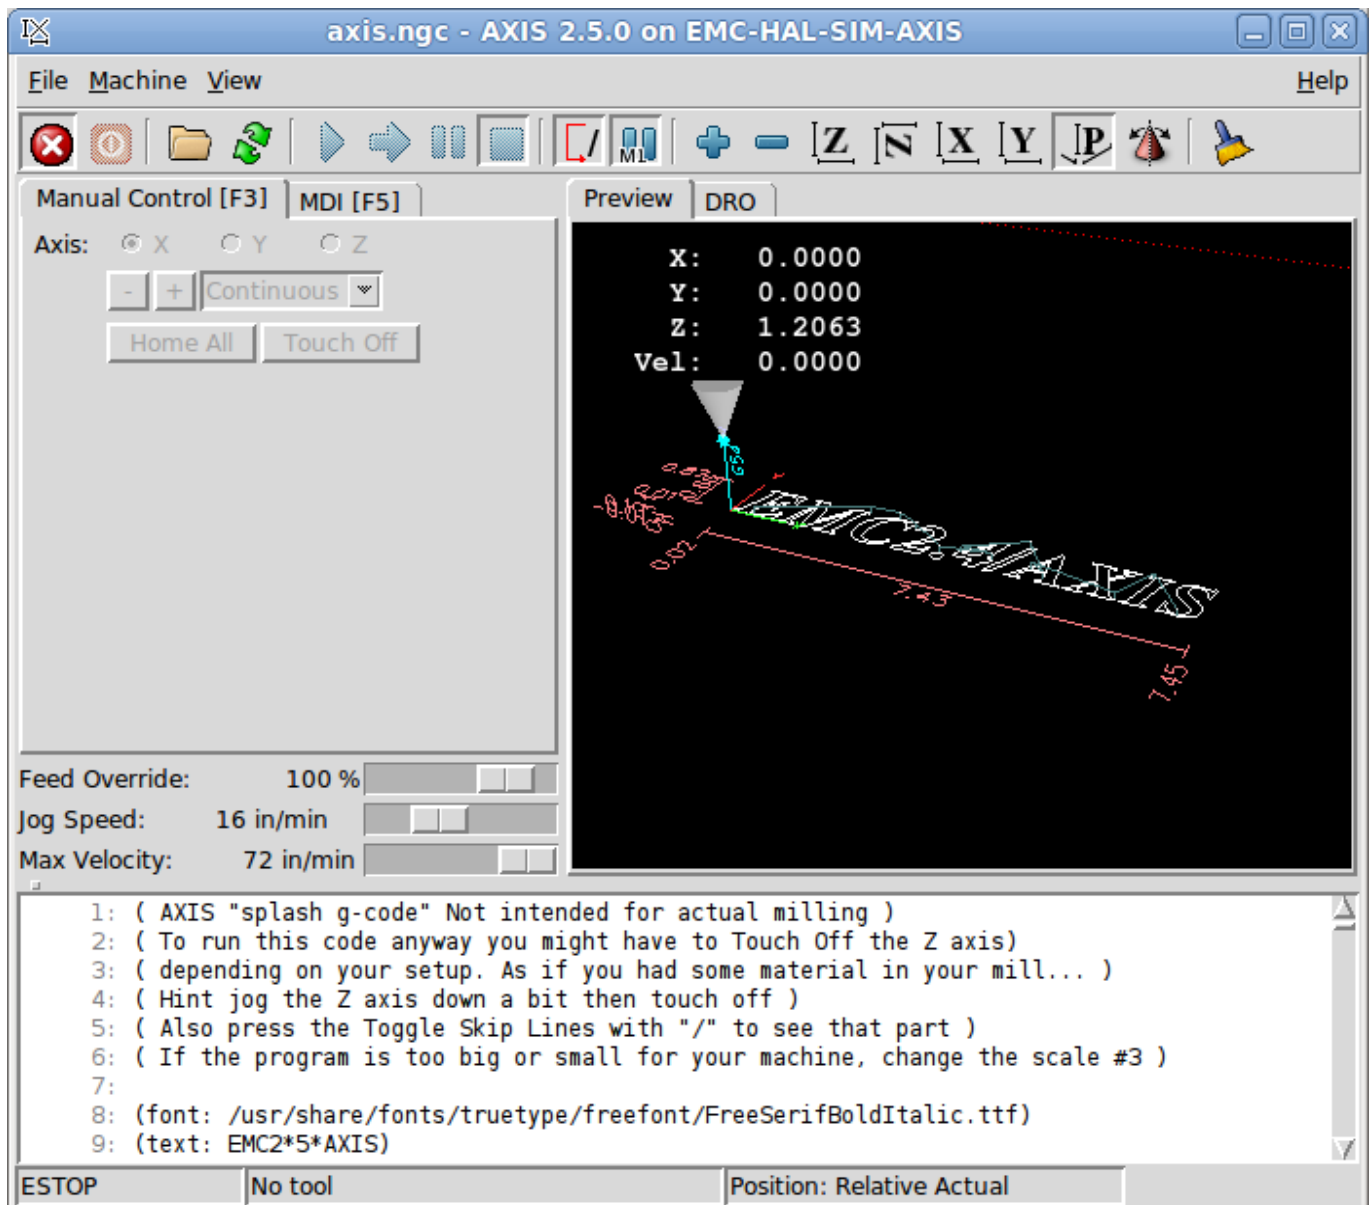 axis.ngc - AXIS 2.5.0 on EMC-HAL-SIM-AXIS
File Machine View Help
M1 Z N X Y P
Manual Control [F3] MDI [F5]
Preview DRO
Axis: X Y Z
- + Continuous
Home All Touch Off
X: 0.0000
Y: 0.0000
Z: 1.2063
Vel: 0.0000
G54
EMC2.4/AXIS
0.02
7.43
7.45
Feed Override: 100 %
Jog Speed: 16 in/min
Max Velocity: 72 in/min
1: ( AXIS "splash g-code" Not intended for actual milling )
2: ( To run this code anyway you might have to Touch Off the Z axis)
3: ( depending on your setup. As if you had some material in your mill... )
4: ( Hint jog the Z axis down a bit then touch off )
5: ( Also press the Toggle Skip Lines with "/" to see that part )
6: ( If the program is too big or small for your machine, change the scale #3 )
7:
8: (font: /usr/share/fonts/truetype/freefont/FreeSerifBoldItalic.ttf)
9: (text: EMC2*5*AXIS)
ESTOP No tool Position: Relative Actual